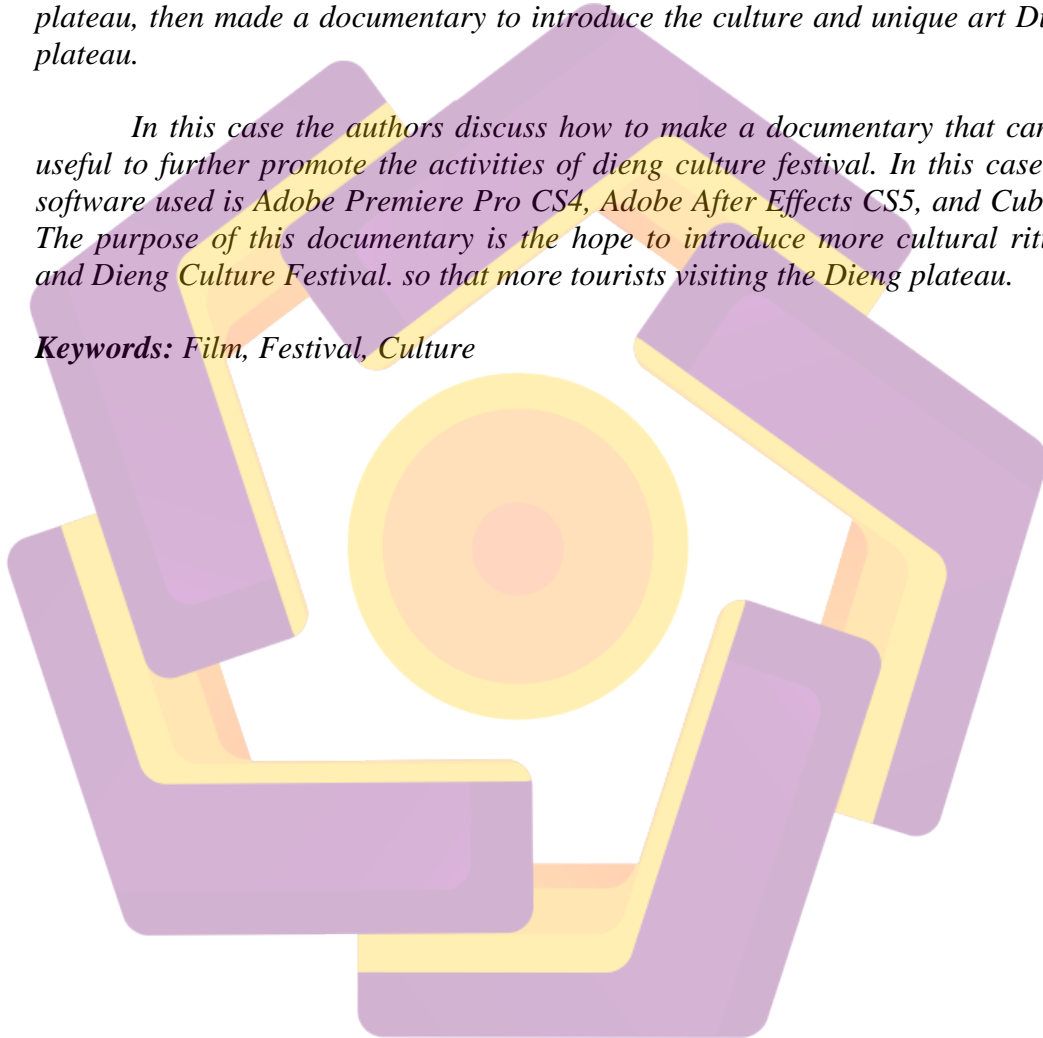 plateau, then made a documentary to introduce the culture and unique art
plateau.
In this case the authors discuss how to make a documentary that
useful to further promote the activities of dieng culture festival. In this case
software used is Adobe Premiere Pro CS4, Adobe After Effects CS5, and
The purpose of this documentary is the hope to introduce more cultural
and Dieng Culture Festival. so that more tourists visiting the Dieng plateau.
Keywords: Film, Festival, Culture